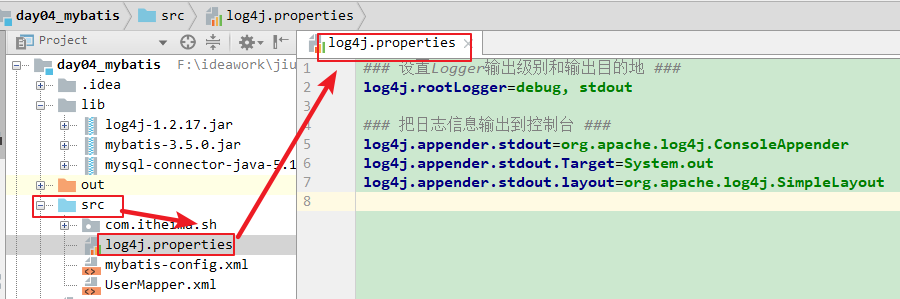 day04_mybatis src log4j.properties
Project
log4j.properties
day04_mybatis F:\ideawork\jiu
.idea
lib
log4j-1.2.17.jar
mybatis-3.5.0.jar
mysql-connector-java-5.1
out
src
com.itheima.sh
log4j.properties
mybatis-config.xml
UserMapper.xml
1 ### 设置Logger输出级别和输出目的地 ###
2 log4j.rootLogger=debug, stdout
3
4 ### 把日志信息输出到控制台 ###
5 log4j.appender.stdout=org.apache.log4j.ConsoleAppender
6 log4j.appender.stdout.Target=System.out
7 log4j.appender.stdout.layout=org.apache.log4j.SimpleLayout
8